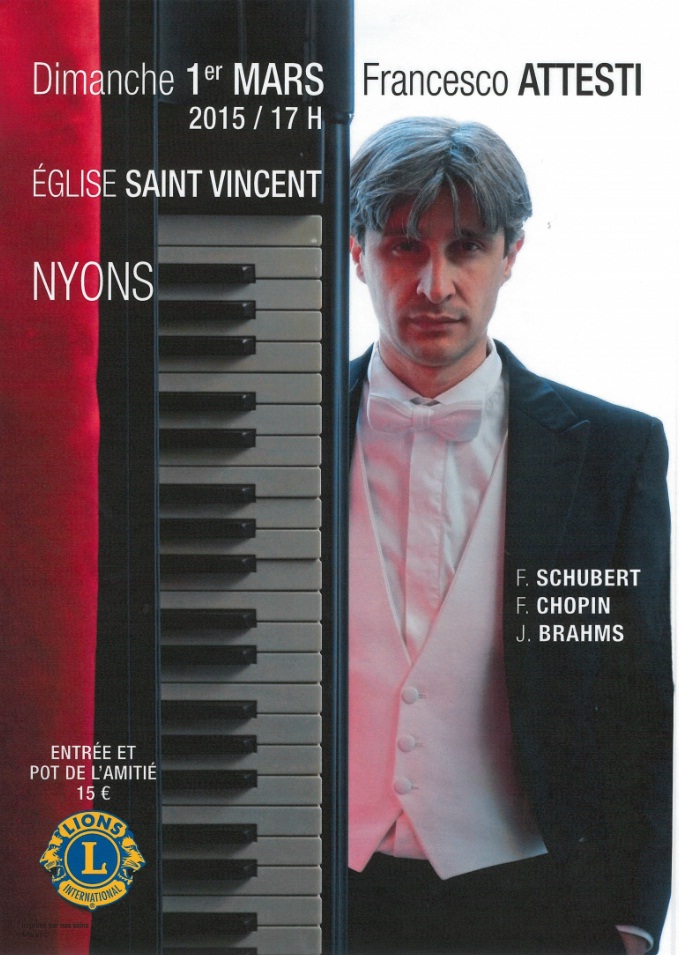 Dimanche 1er MARS
2015 / 17 H
Francesco ATTESTI
ÉGLISE SAINT VINCENT
NYONS
F. SCHUBERT
F. CHOPIN
J. BRAHMS
ENTRÉE ET
POT DE L'AMITIÉ
15 €
LIONS
L
INTERNATIONAL
®